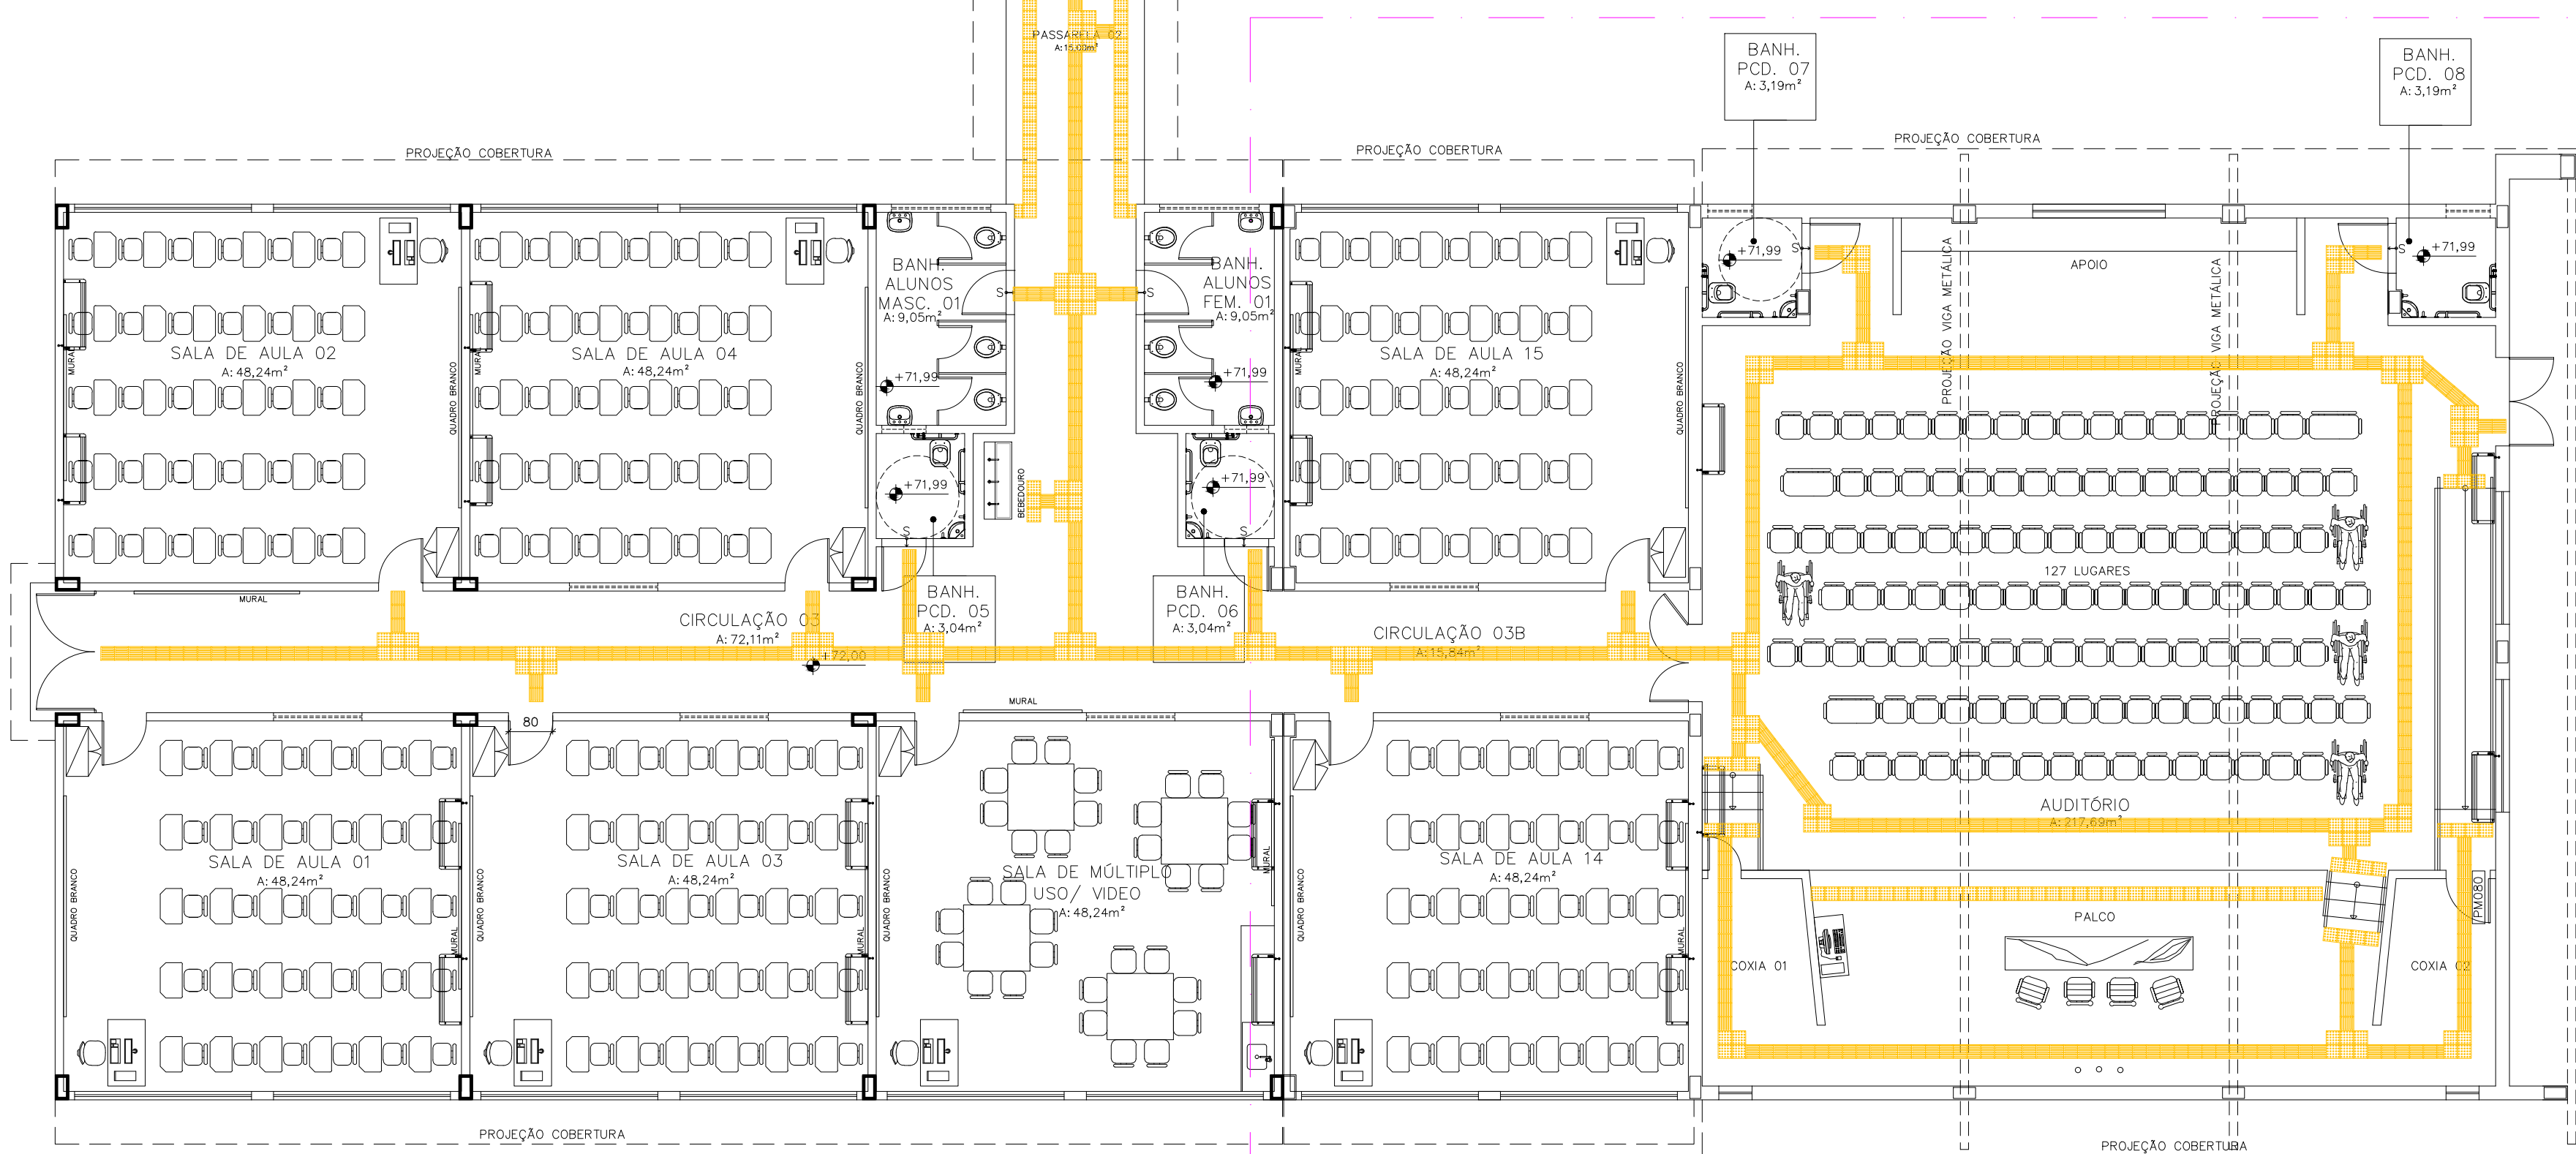 PASSARELA 02
A: 15,00m²
BANH.
PCD. 07
A: 3,19m²
BANH.
PCD. 08
A: 3,19m²
PROJEÇÃO COBERTURA
PROJEÇÃO COBERTURA
PROJEÇÃO COBERTURA
SALA DE AULA 02
A: 48,24m²
MURAL
QUADRO BRANCO
SALA DE AULA 04
A: 48,24m²
MURAL
QUADRO BRANCO
BANH.
ALUNOS
MASC. 01
A: 9,05m²
+71,99
S
BANH.
ALUNOS
FEM. 01
A: 9,05m²
+71,99
S
SALA DE AULA 15
A: 48,24m²
MURAL
QUADRO BRANCO
+71,99
S
APOIO
S
+71,99
PROJEÇÃO VIGA METÁLICA
PROJEÇÃO VIGA METÁLICA
+71,99
S
BEBEDOURO
+71,99
S
127 LUGARES
MURAL
CIRCULAÇÃO 03
A: 72,11m²
+72,00
BANH.
PCD. 05
A: 3,04m²
BANH.
PCD. 06
A: 3,04m²
CIRCULAÇÃO 03B
A: 15,84m²
80
MURAL
SALA DE AULA 01
A: 48,24m²
QUADRO BRANCO
MURAL
SALA DE AULA 03
A: 48,24m²
QUADRO BRANCO
MURAL
SALA DE MÚLTIPLO
USO/ VIDEO
A: 48,24m²
QUADRO BRANCO
MURAL
SALA DE AULA 14
A: 48,24m²
QUADRO BRANCO
MURAL
AUDITÓRIO
A: 217,69m²
PALCO
PM080
COXIA 01
COXIA 02
PROJEÇÃO COBERTURA
PROJEÇÃO COBERTURA